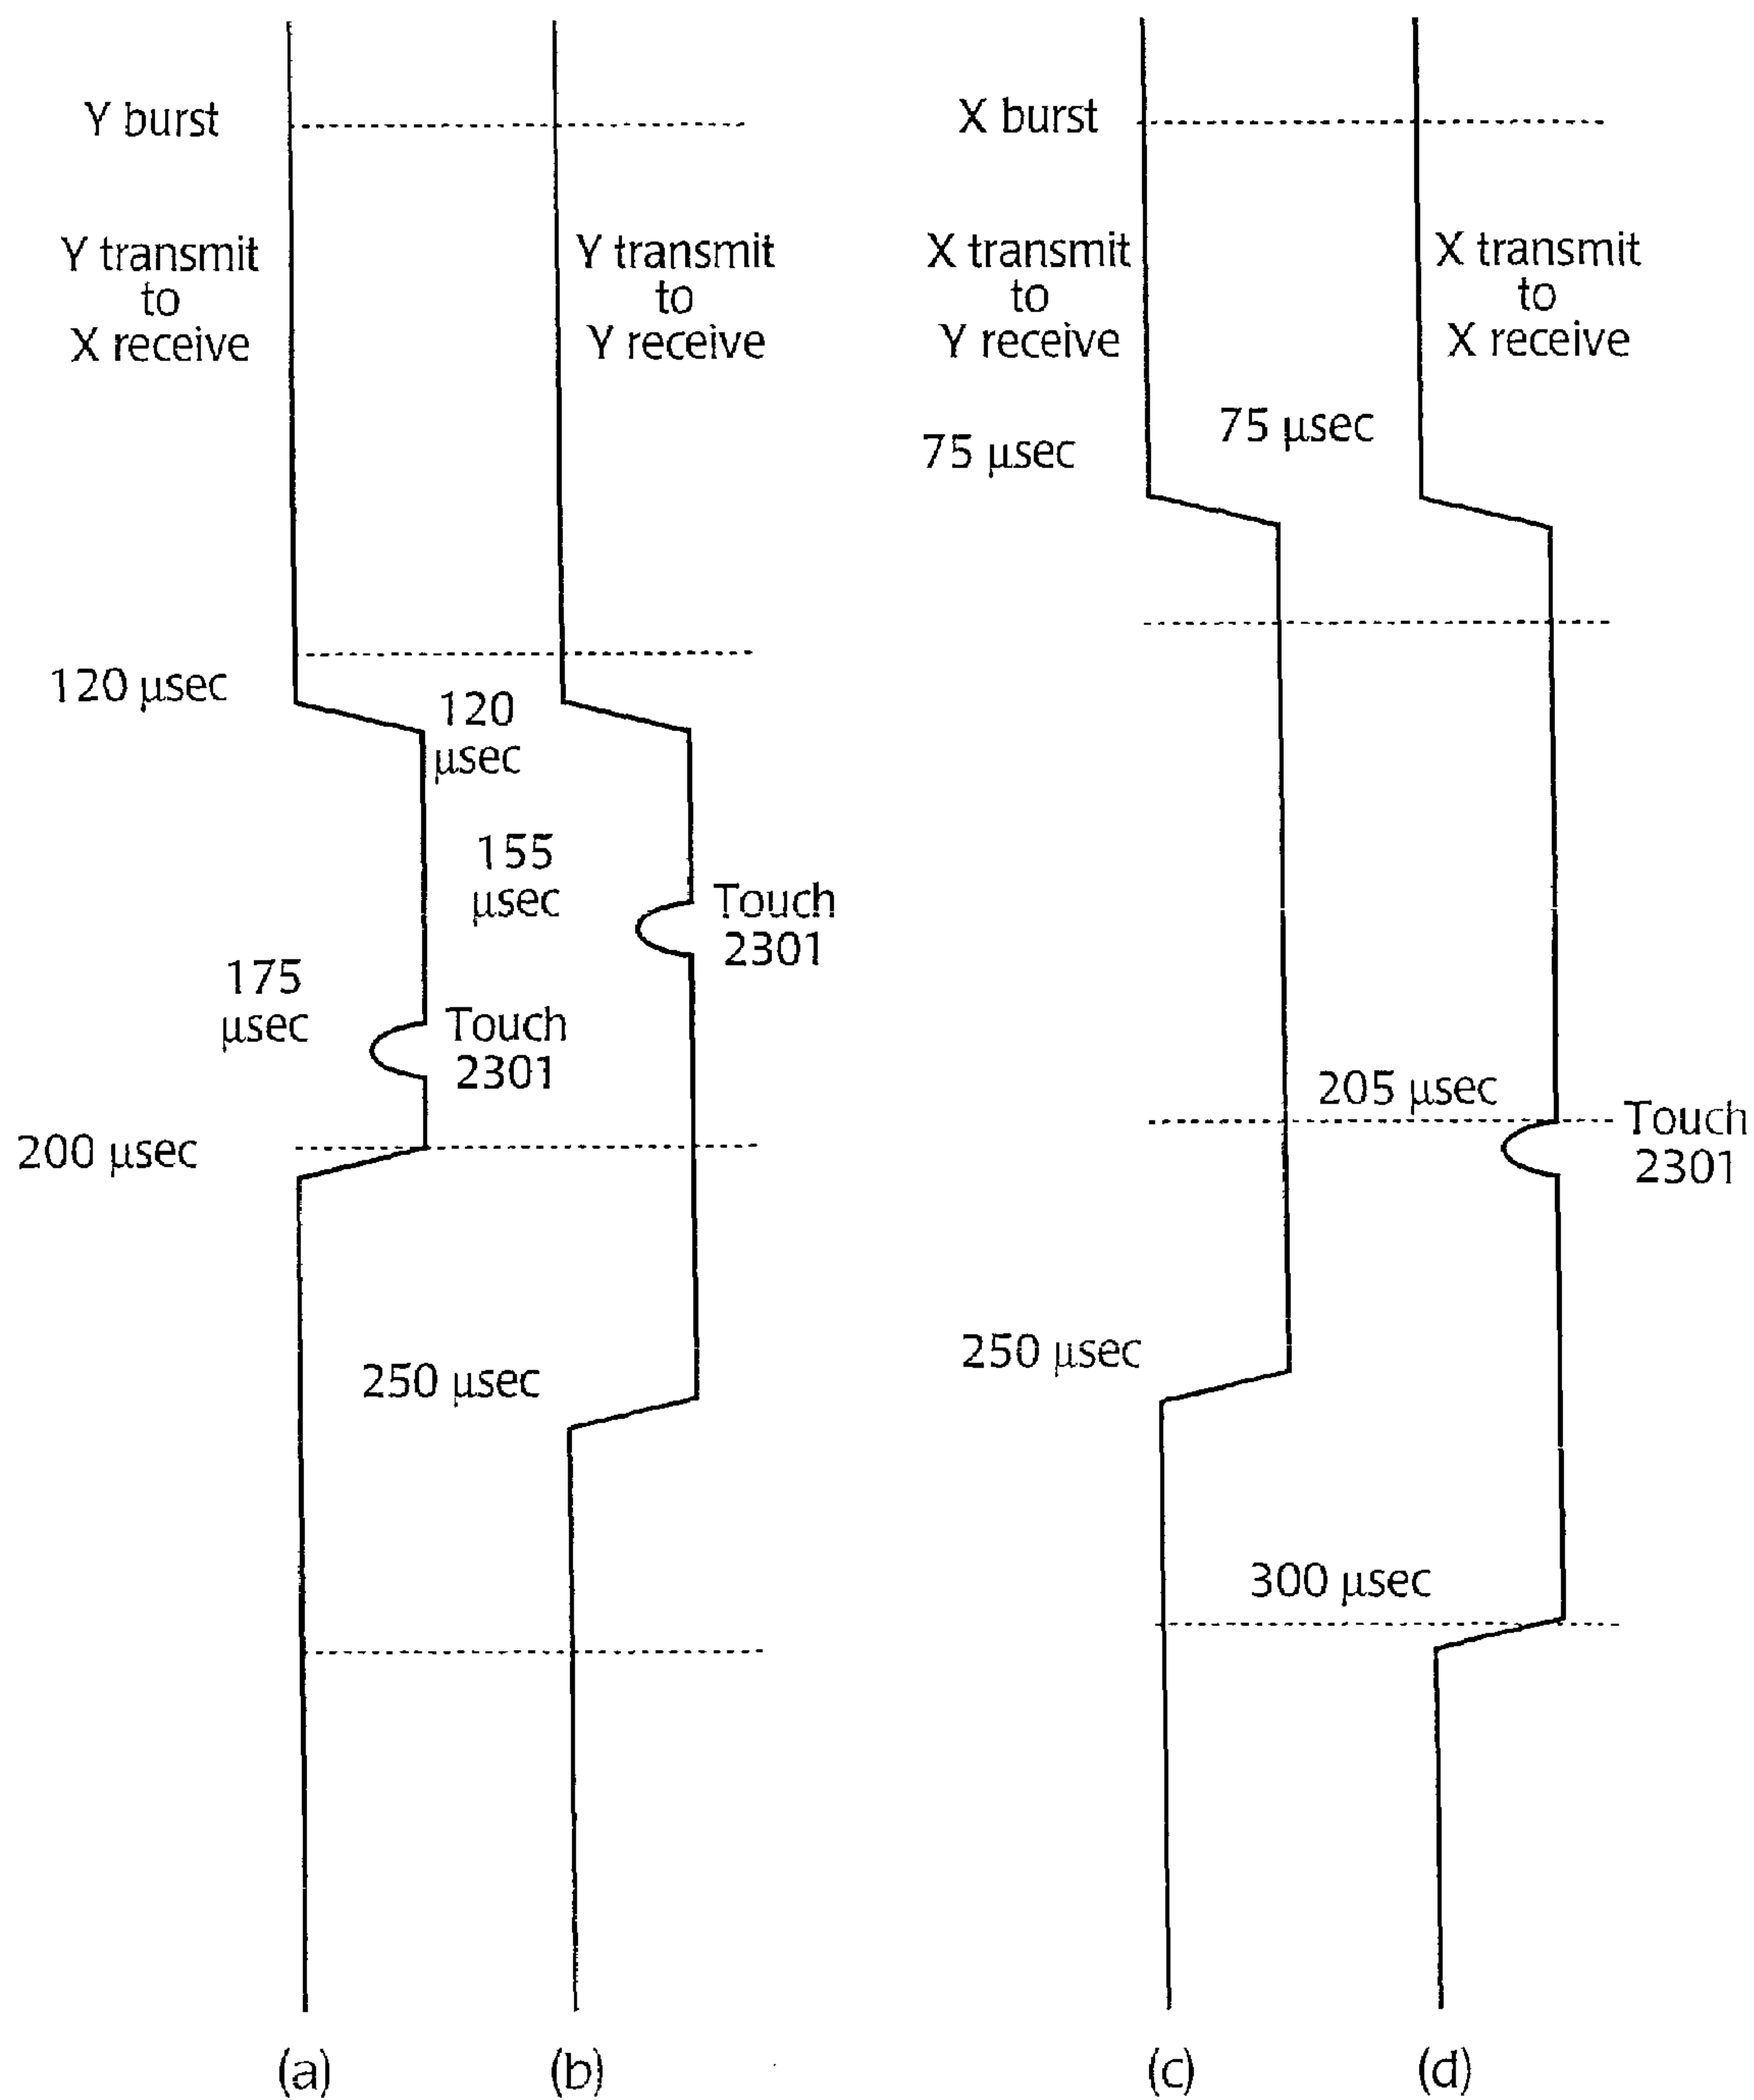 Y burst
Y transmit
to
X receive
Y transmit
to
Y receive
120 μsec
120
μsec
155
μsec
Touch
2301
175
μsec
Touch
2301
200 μsec
250 μsec
(a)
(b)
X burst
X transmit
to
Y receive
X transmit
to
X receive
75 μsec
75 μsec
205 μsec
Touch
2301
250 μsec
300 μsec
(c)
(d)